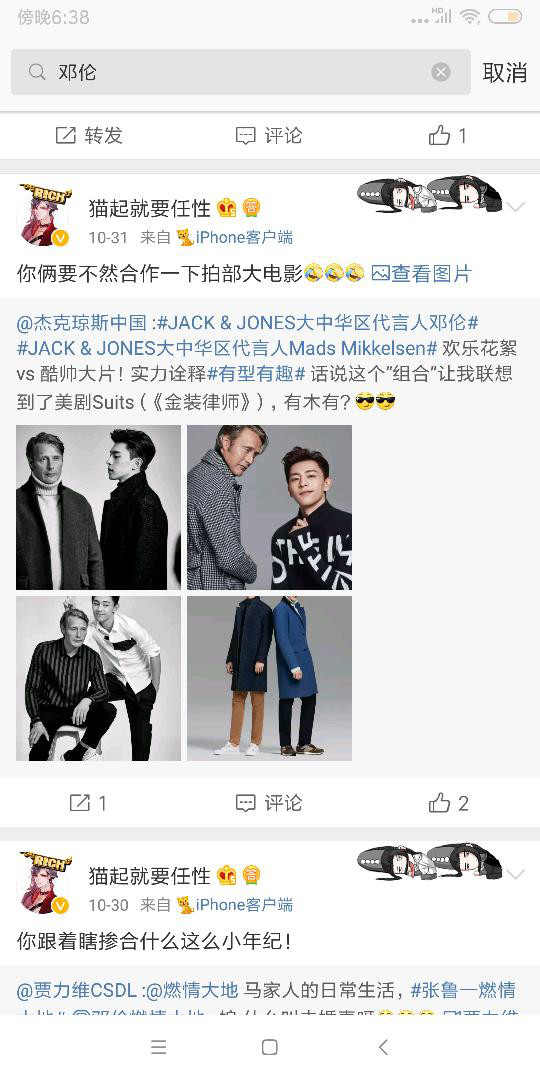 傍晚6:38
HD
邓伦
取消
转发
评论
1
RICH
猫起就要任性
答
10-31 来自 iPhone客户端
你俩要不然合作一下拍部大电影🤣🤣🤣 查看图片
@杰克琼斯中国 :#JACK & JONES大中华区代言人邓伦#
#JACK & JONES大中华区代言人Mads Mikkelsen# 欢乐花絮
vs 酷帅大片！实力诠释#有型有趣# 话说这个“组合”让我联想
到了美剧Suits（《金装律师》），有木有？😎😎
1
评论
2
RICH
猫起就要任性
答
10-30 来自 iPhone客户端
你跟着瞎掺合什么这么小年纪！
@贾力维CSDL :@燃情大地 马家人的日常生活，#张鲁一燃情